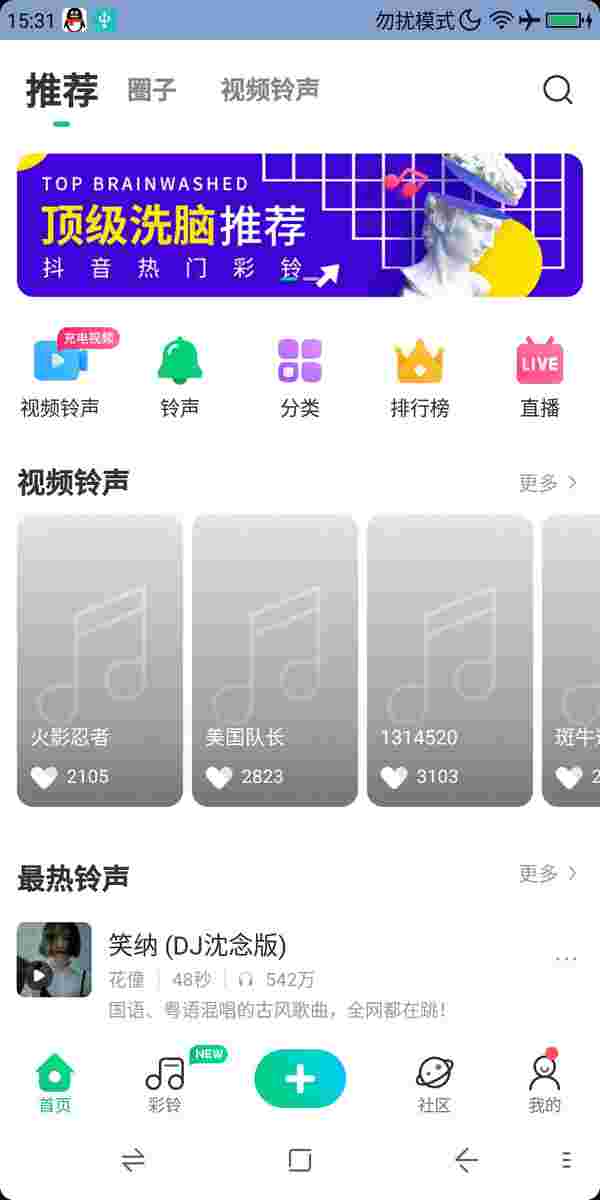 15:31
勿扰模式
推荐 圈子 视频铃声
TOP BRAINWASHED
顶级洗脑推荐
抖音热门彩铃
充电视频
LIVE
视频铃声 铃声 分类 排行榜 直播
视频铃声 更多
火影忍者 美国队长 1314520
2105 2823 3103
最热铃声 更多
笑纳 (DJ沈念版)
花僮 48秒 542万
国语、粤语混唱的古风歌曲，全网都在跳!
NEW
首页 彩铃 社区 我的